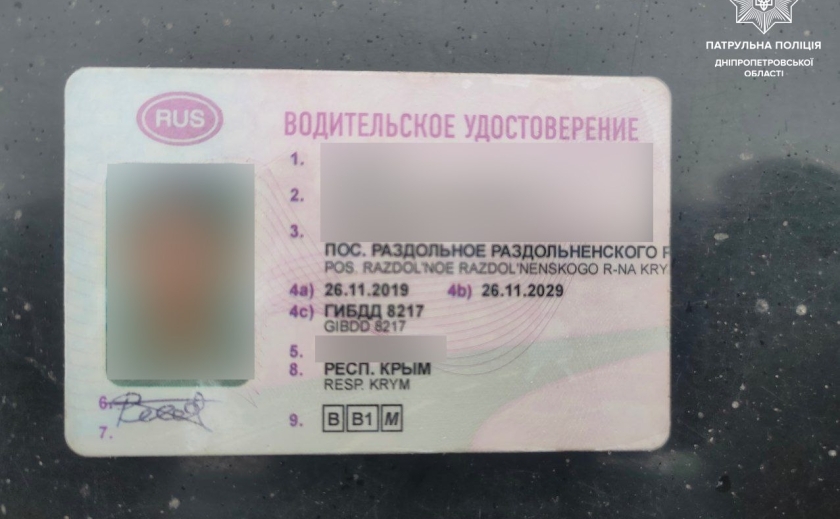 ПАТРУЛЬНА ПОЛІЦІЯ
ДНІПРОПЕТРОВСЬКОЇ
ОБЛАСТІ
RUS
ВОДИТЕЛЬСКОЕ УДОСТОВЕРЕНИЕ
1.
2.
3.
ПОС. РАЗДОЛЬНОЕ РАЗДОЛЬНЕНСКОГО Р
POS. RAZDOL'NOE RAZDOL'NENSKOGO R-NA KRY
4a) 26.11.2019 4b) 26.11.2029
4c) ГИБДД 8217
GIBDD 8217
5.
8. РЕСП. КРЫМ
RESP. KRYM
6.
7.
9. B B1 M